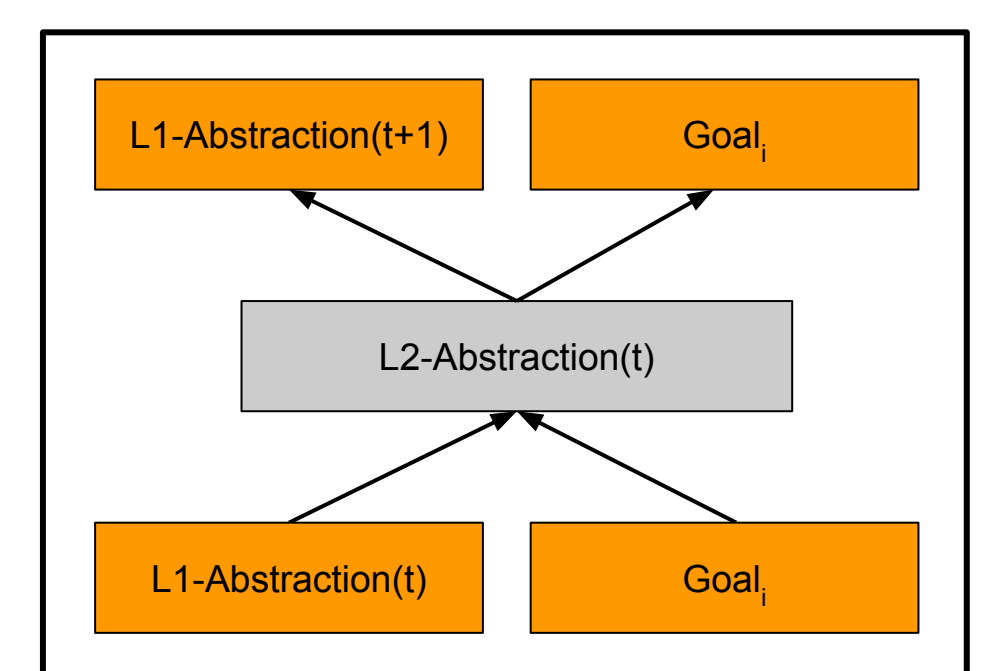 L1-Abstraction(t+1)
Goalᵢ
L2-Abstraction(t)
L1-Abstraction(t)
Goalᵢ